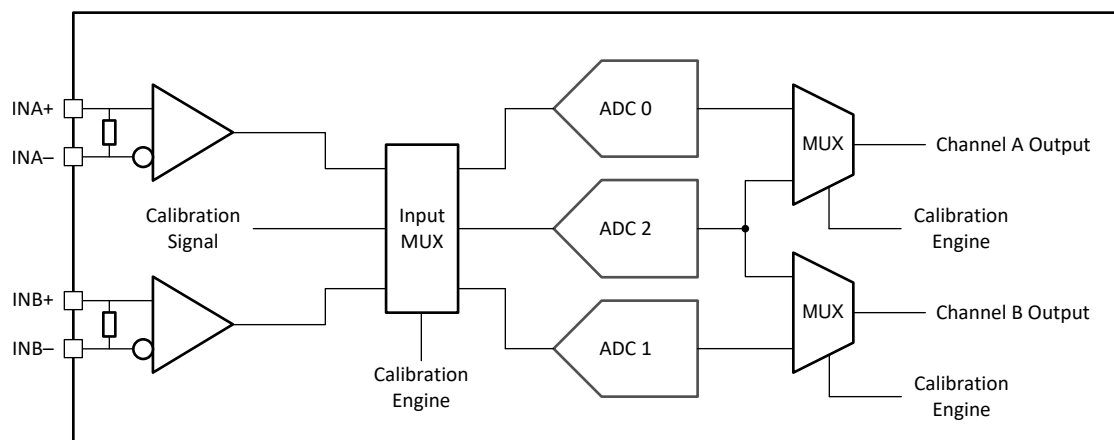 INA+
INA–
ADC 0
MUX
Channel A Output
Calibration
Signal
Input
MUX
ADC 2
Calibration
Engine
INB+
INB–
ADC 1
MUX
Channel B Output
Calibration
Engine
Calibration
Engine